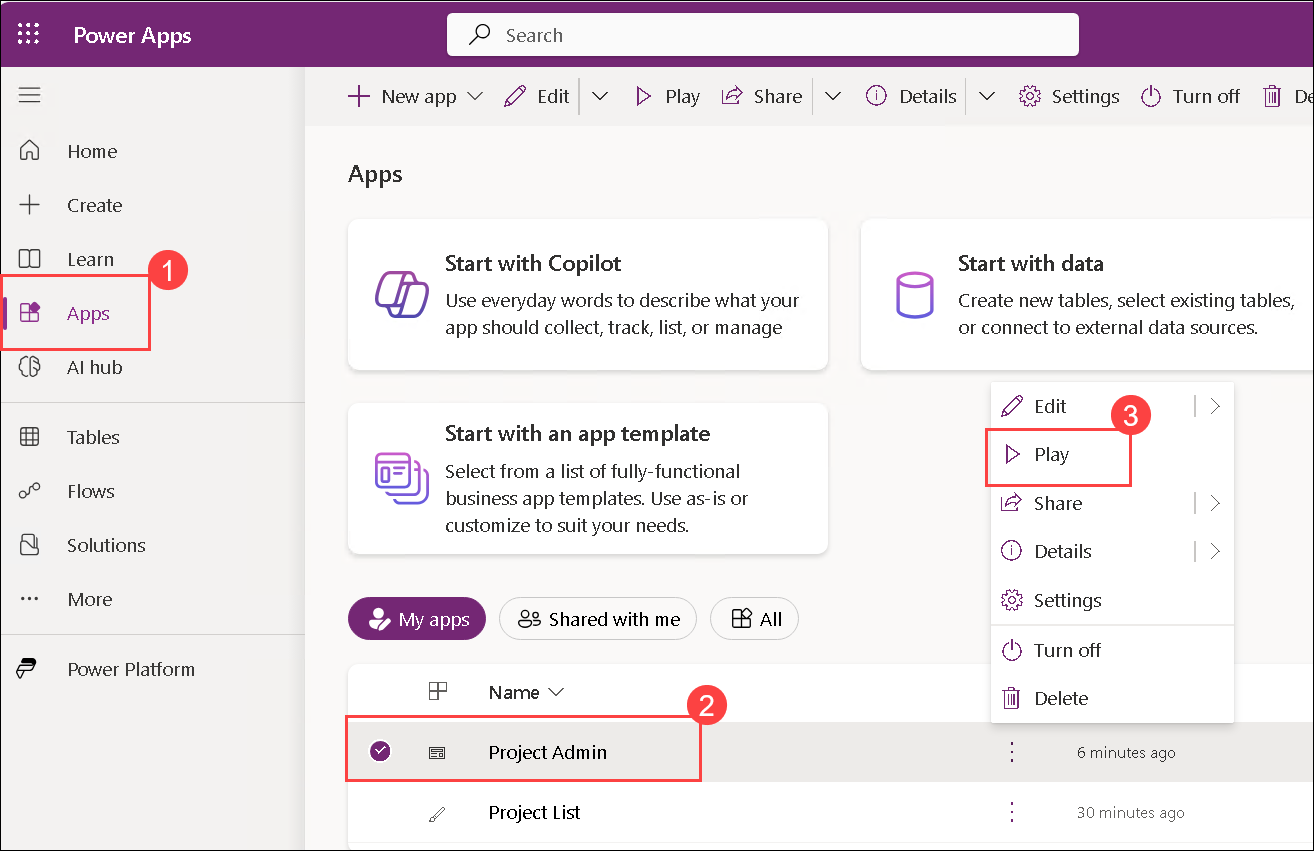 Power Apps
Search
New app
Edit
Play
Share
Details
Settings
Turn off
Home
Create
Learn
1
Apps
AI hub
Tables
Flows
Solutions
More
Power Platform
Apps
Start with Copilot
Use everyday words to describe what your
app should collect, track, list, or manage
Start with data
Create new tables, select existing tables,
or connect to external data sources.
Start with an app template
Select from a list of fully-functional
business app templates. Use as-is or
customize to suit your needs.
Edit
3
Play
Share
Details
Settings
Turn off
Delete
My apps
Shared with me
All
Name
2
Project Admin
6 minutes ago
Project List
30 minutes ago